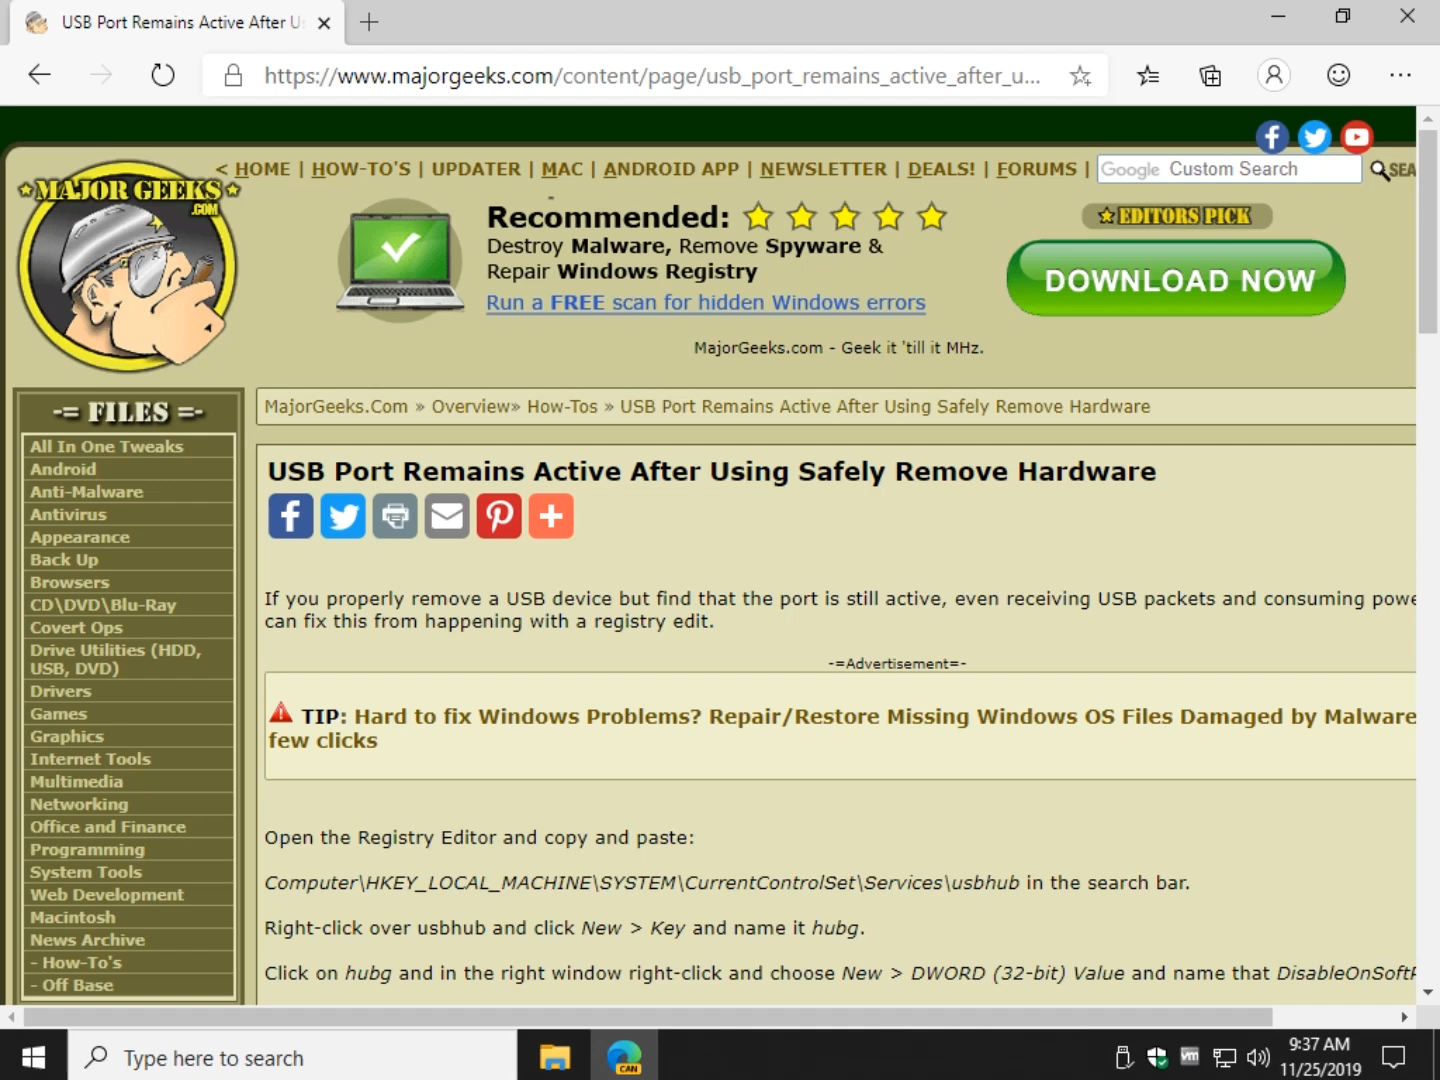 USB Port Remains Active After U
https://www.majorgeeks.com/content/page/usb_port_remains_active_after_u...
MAJOR GEEKS
.COM
< HOME | HOW-TO'S | UPDATER | MAC | ANDROID APP | NEWSLETTER | DEALS! | FORUMS |
Google Custom Search
SEA
Recommended:
Destroy Malware, Remove Spyware &
Repair Windows Registry
Run a FREE scan for hidden Windows errors
EDITORS PICK
DOWNLOAD NOW
MajorGeeks.com - Geek it 'till it MHz.
-= FILES =-
All In One Tweaks
Android
Anti-Malware
Antivirus
Appearance
Back Up
Browsers
CD\DVD\Blu-Ray
Covert Ops
Drive Utilities (HDD,
USB, DVD)
Drivers
Games
Graphics
Internet Tools
Multimedia
Networking
Office and Finance
Programming
System Tools
Web Development
Macintosh
News Archive
- How-To's
- Off Base
MajorGeeks.Com » Overview» How-Tos » USB Port Remains Active After Using Safely Remove Hardware
USB Port Remains Active After Using Safely Remove Hardware
If you properly remove a USB device but find that the port is still active, even receiving USB packets and consuming powe
can fix this from happening with a registry edit.
-=Advertisement=-
TIP: Hard to fix Windows Problems? Repair/Restore Missing Windows OS Files Damaged by Malware
few clicks
Open the Registry Editor and copy and paste:
Computer\HKEY_LOCAL_MACHINE\SYSTEM\CurrentControlSet\Services\usbhub in the search bar.
Right-click over usbhub and click New > Key and name it hubg.
Click on hubg and in the right window right-click and choose New > DWORD (32-bit) Value and name that DisableOnSoftR
Type here to search
CAN
vm
9:37 AM
11/25/2019